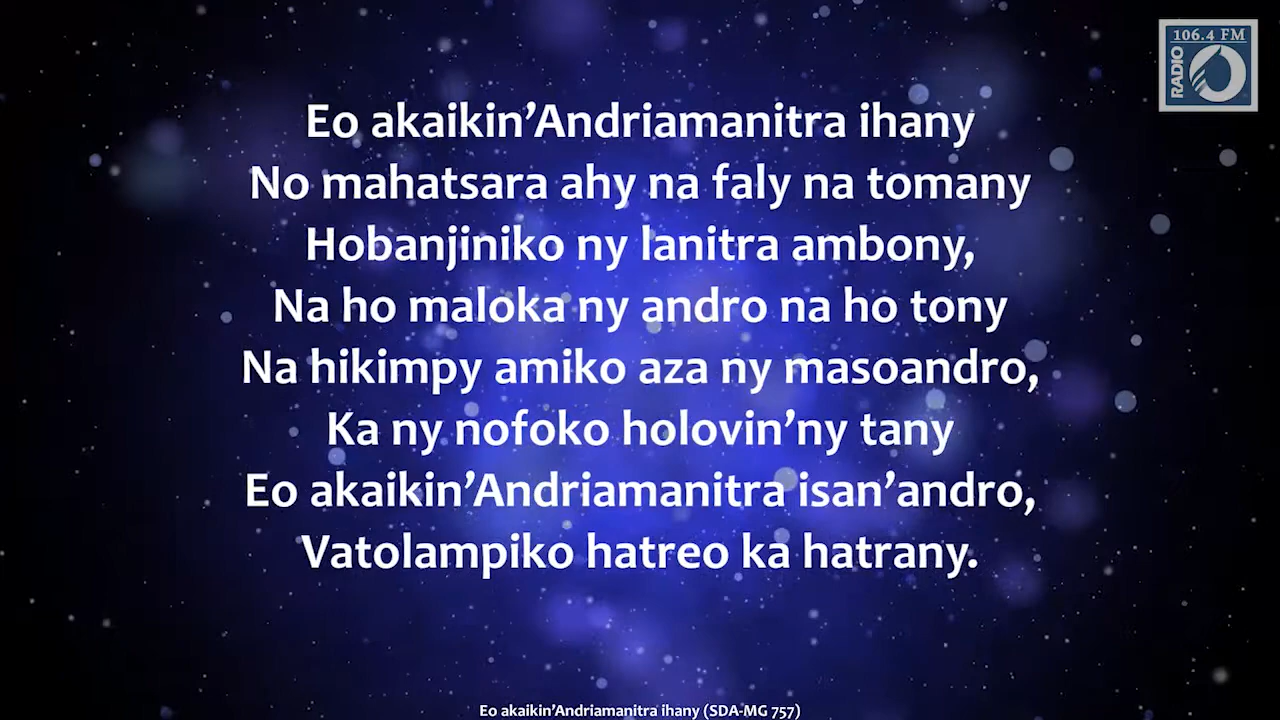 106.4 FM
RADIO
Eo akaikin’Andriamanitra ihany
No mahatsara ahy na faly na tomany
Hobanjiniko ny lanitra ambony,
Na ho maloka ny andro na ho tony
Na hikimpy amiko aza ny masoandro,
Ka ny nofoko holovin’ny tany
Eo akaikin’Andriamanitra isan’andro,
Vatolampiko hatreo ka hatrany.
Eo akaikin’Andriamanitra ihany (SDA-MG 757)